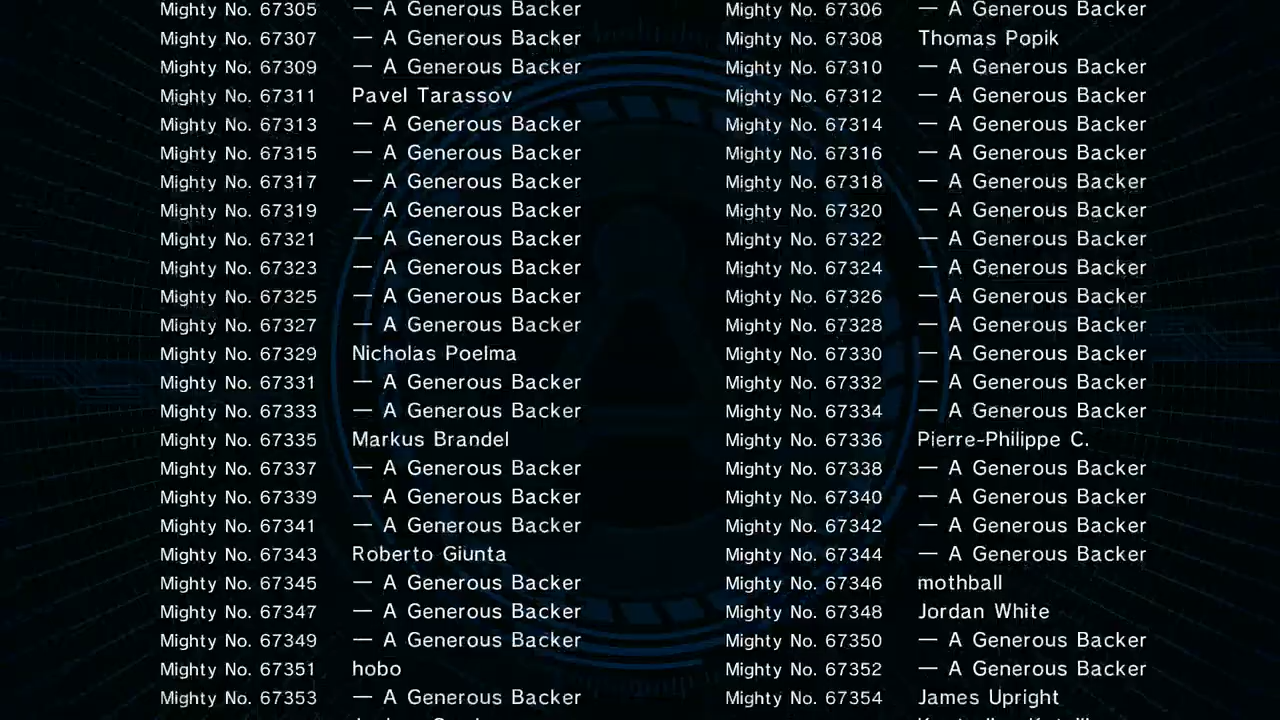 Mighty No. 67305 — A Generous Backer Mighty No. 67306 — A Generous Backer
Mighty No. 67307 — A Generous Backer Mighty No. 67308 Thomas Popik
Mighty No. 67309 — A Generous Backer Mighty No. 67310 — A Generous Backer
Mighty No. 67311 Pavel Tarassov Mighty No. 67312 — A Generous Backer
Mighty No. 67313 — A Generous Backer Mighty No. 67314 — A Generous Backer
Mighty No. 67315 — A Generous Backer Mighty No. 67316 — A Generous Backer
Mighty No. 67317 — A Generous Backer Mighty No. 67318 — A Generous Backer
Mighty No. 67319 — A Generous Backer Mighty No. 67320 — A Generous Backer
Mighty No. 67321 — A Generous Backer Mighty No. 67322 — A Generous Backer
Mighty No. 67323 — A Generous Backer Mighty No. 67324 — A Generous Backer
Mighty No. 67325 — A Generous Backer Mighty No. 67326 — A Generous Backer
Mighty No. 67327 — A Generous Backer Mighty No. 67328 — A Generous Backer
Mighty No. 67329 Nicholas Poelma Mighty No. 67330 — A Generous Backer
Mighty No. 67331 — A Generous Backer Mighty No. 67332 — A Generous Backer
Mighty No. 67333 — A Generous Backer Mighty No. 67334 — A Generous Backer
Mighty No. 67335 Markus Brandel Mighty No. 67336 Pierre-Philippe C.
Mighty No. 67337 — A Generous Backer Mighty No. 67338 — A Generous Backer
Mighty No. 67339 — A Generous Backer Mighty No. 67340 — A Generous Backer
Mighty No. 67341 — A Generous Backer Mighty No. 67342 — A Generous Backer
Mighty No. 67343 Roberto Giunta Mighty No. 67344 — A Generous Backer
Mighty No. 67345 — A Generous Backer Mighty No. 67346 mothball
Mighty No. 67347 — A Generous Backer Mighty No. 67348 Jordan White
Mighty No. 67349 — A Generous Backer Mighty No. 67350 — A Generous Backer
Mighty No. 67351 hobo Mighty No. 67352 — A Generous Backer
Mighty No. 67353 — A Generous Backer Mighty No. 67354 James Upright